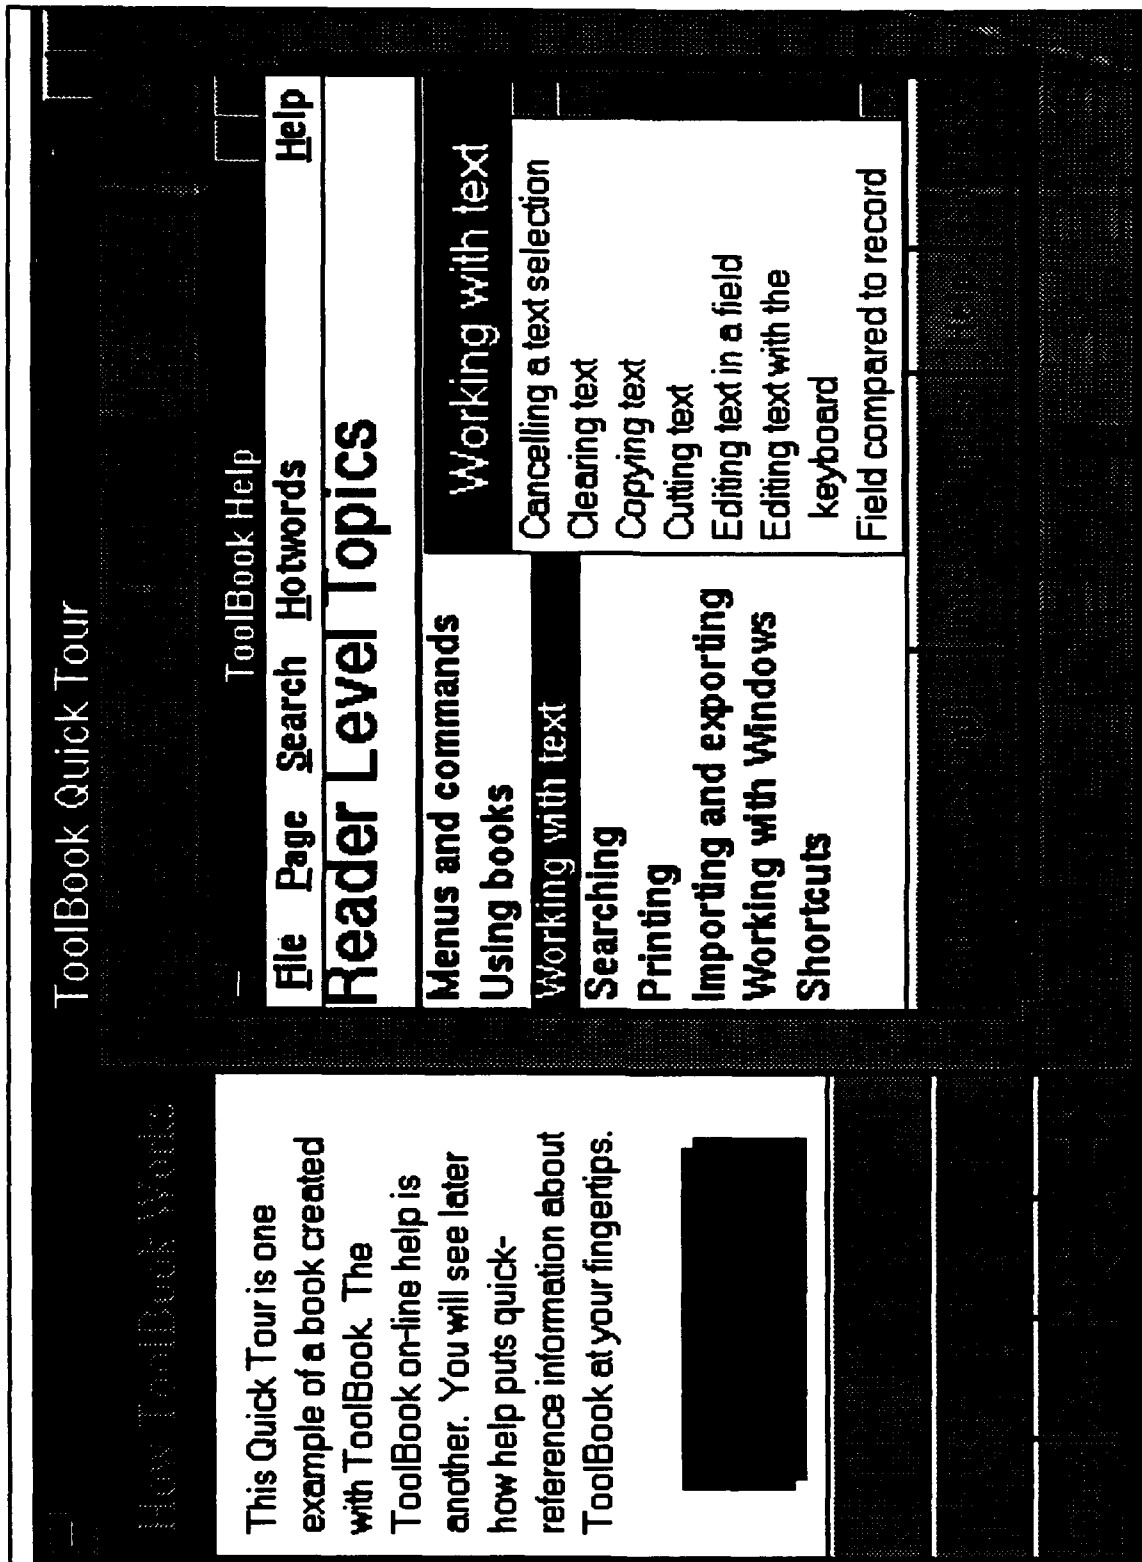 ToolBook Quick Tour
How ToolBook Works
This Quick Tour is one
example of a book created
with ToolBook. The
ToolBook on-line help is
another. You will see later
how help puts quick-
reference information about
ToolBook at your fingertips.
ToolBook Help
File Page Search Hotwords Help
Reader Level Topics
Menus and commands
Using books
Working with text
Searching
Printing
Importing and exporting
Working with Windows
Shortcuts
Working with text
Cancelling a text selection
Clearing text
Copying text
Cutting text
Editing text in a field
Editing text with the
keyboard
Field compared to record